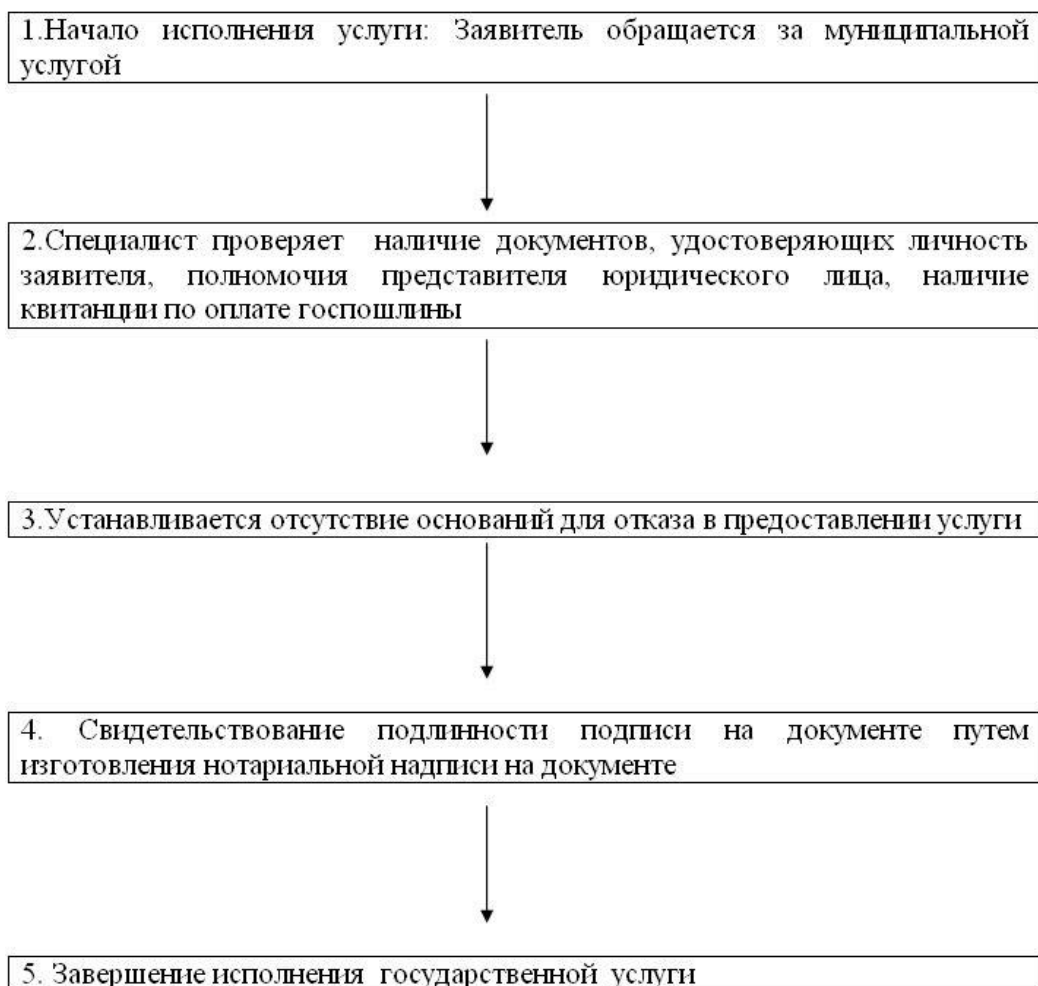 1.Начало исполнения услуги: Заявитель обращается за муниципальной
услугой
2.Специалист проверяет наличие документов, удостоверяющих личность
заявителя, полномочия представителя юридического лица, наличие
квитанции по оплате госпошлины
3.Устанавливается отсутствие оснований для отказа в предоставлении услуги
4. Свидетельствование подлинности подписи на документе путем
изготовления нотариальной надписи на документе
5. Завершение исполнения государственной услуги